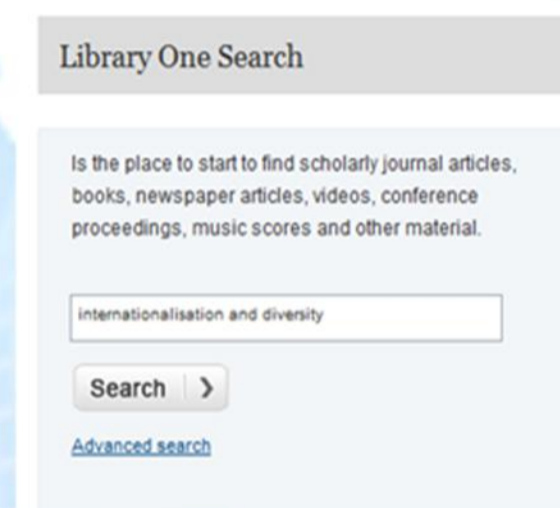 Library One Search
Is the place to start to find scholarly journal articles,
books, newspaper articles, videos, conference
proceedings, music scores and other material.
internationalisation and diversity
Search
Advanced search